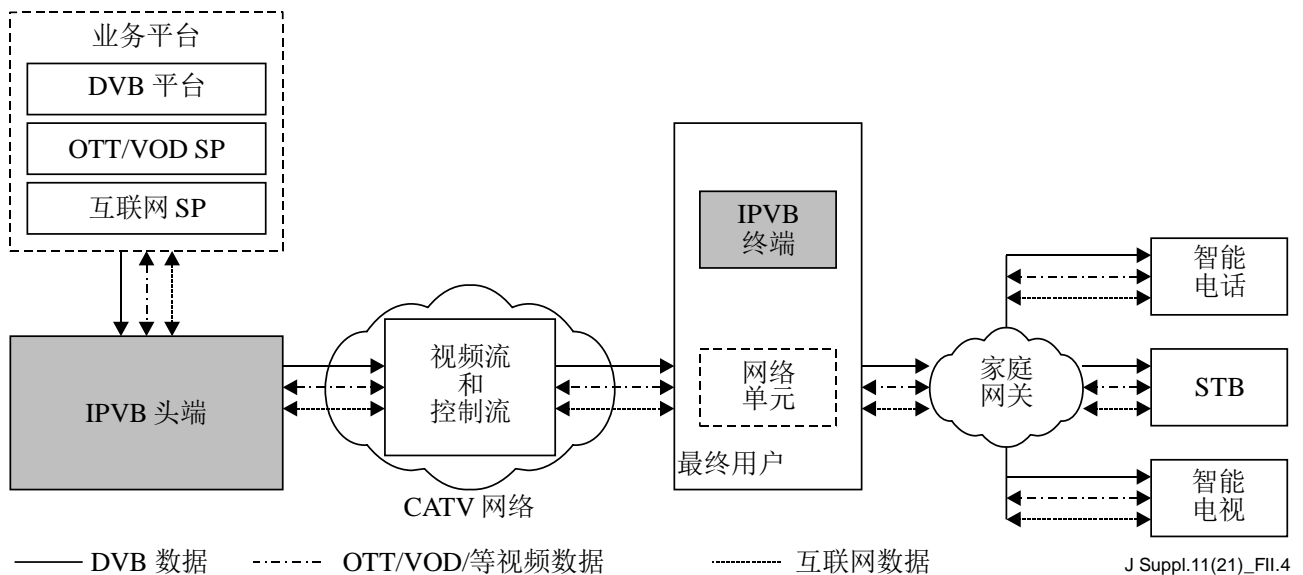 业务平台
DVB 平台
OTT/VOD SP
互联网 SP
IPVB 头端
视频流
和
控制流
CATV 网络
IPVB
终端
网络
单元
最终用户
家庭
网关
智能
电话
STB
智能
电视
DVB 数据
OTT/VOD/等视频数据
互联网数据
J Suppl.11(21)_FII.4